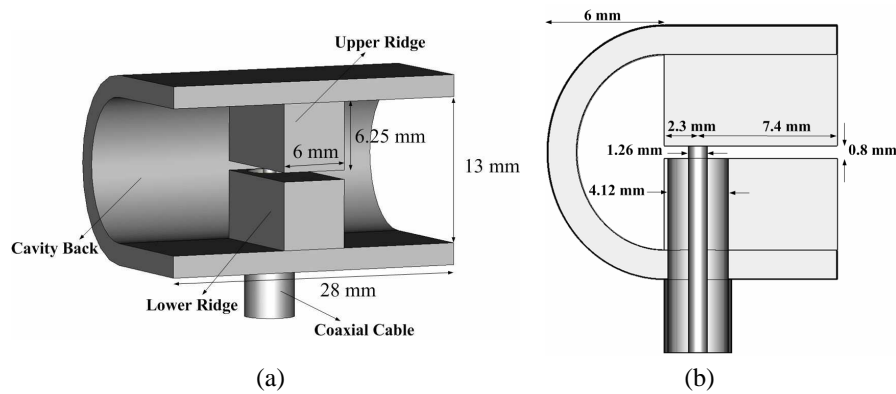 Upper Ridge
6.25 mm
6 mm
13 mm
Cavity Back
Lower Ridge
28 mm
Coaxial Cable
(a)
6 mm
2.3 mm
7.4 mm
1.26 mm
0.8 mm
4.12 mm
(b)